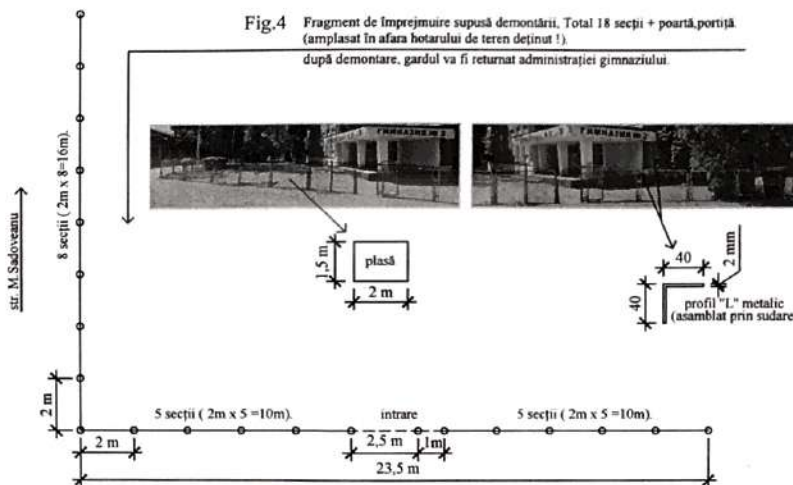 Fig.4
Fragment de împrejmuire supusă demontării, Total 18 secții + poartă,portiță.
(amplasat în afara hotarului de teren deținut !).
după demontare, gardul va fi returnat administrației gimnaziului.
ГИМНАЗИЯ № 2
str. M.Sadoveanu
8 secții ( 2m x 8=16m).
1,5 m
plasă
2 m
40
2 mm
40
profil "L" metalic
(asamblat prin sudare
2 m
5 secții ( 2m x 5 =10m).
intrare
5 secții ( 2m x 5 =10m).
2 m
2,5 m
1m
23,5 m